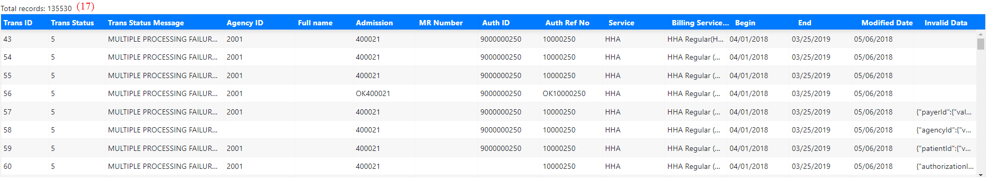 Total records: 135530 (17)
Trans ID Trans Status Trans Status Message Agency ID Full name Admission MR Number Auth ID Auth Ref No Service Billing Service... Begin End Modified Date Invalid Data
43 5 MULTIPLE PROCESSING FAILUR... 2001 400021 9000000250 10000250 HHA HHA Regular(H... 04/01/2018 03/25/2019 05/06/2018
54 5 MULTIPLE PROCESSING FAILUR... 2001 400021 9000000250 10000250 HHA HHA Regular (... 04/01/2018 03/25/2019 05/06/2018
55 5 MULTIPLE PROCESSING FAILUR... 2001 400021 9000000250 10000250 HHA HHA Regular (... 04/01/2018 03/25/2019 05/06/2018
56 5 MULTIPLE PROCESSING FAILUR... 2001 OK400021 9000000250 OK10000250 HHA HHA Regular (... 04/01/2018 03/25/2019 05/06/2018
57 5 MULTIPLE PROCESSING FAILUR... 2001 400021 9000000250 10000250 HHA HHA Regular (... 04/01/2018 03/25/2019 05/06/2018 {"payerId":{"val...
58 5 MULTIPLE PROCESSING FAILUR... 400021 9000000250 10000250 HHA HHA Regular (... 04/01/2018 03/25/2019 05/06/2018 {"agencyId":{"v...
59 5 MULTIPLE PROCESSING FAILUR... 2001 400021 9000000250 10000250 HHA HHA Regular (... 04/01/2018 03/25/2019 05/06/2018 {"patientId":{"v...
60 5 MULTIPLE PROCESSING FAILUR... 2001 400021 10000250 HHA HHA Regular (... 04/01/2018 03/25/2019 05/06/2018 {"authorizationI...